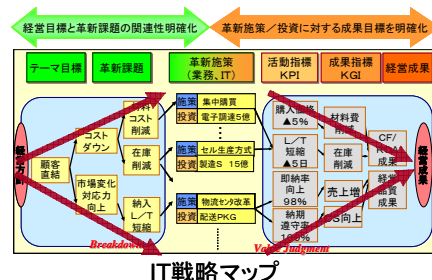 経営目標と革新課題の関連性明確化
革新施策／投資に対する成果目標を明確化
テーマ目標
革新課題
革新施策
(業務、IT)
活動指標
KPI
成果指標
KGI
経営成果
経営方針
顧客
直結
コスト
ダウン
市場変化
対応力
向上
材料
コスト
削減
在庫
削減
納入
L／T
短縮
施策 集中購買
投資 電子調達5億
施策 セル生産方式
投資 製造S 15億
施策 物流センタ改革
投資 配送PKG
購入価格
▲5%
L／T
短縮
▲5日
即納率
向上
98%
納期
遵守率
材料費
削減
在庫
削減
売上増
CS向上
CF/
成果
経営
成果
経営成果
Breakdown
Value Judgment
IT戦略マップ